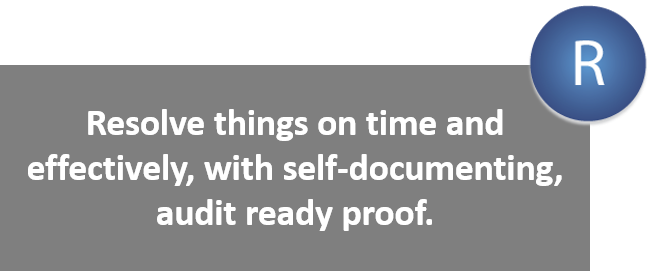 R
Resolve things on time and
effectively, with self-documenting,
audit ready proof.